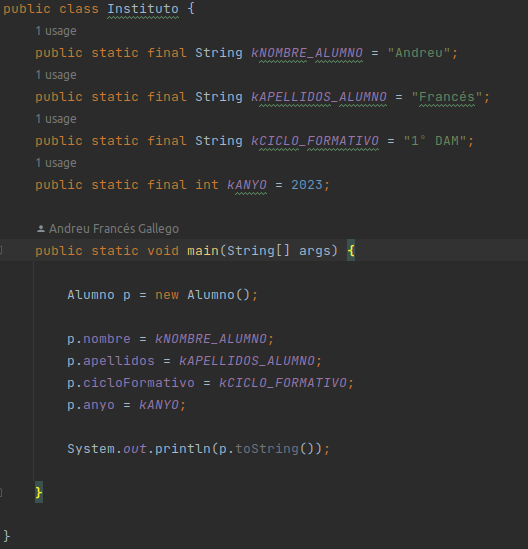 public class Instituto {
1 usage
public static final String kNOMBRE_ALUMNO = "Andreu";
1 usage
public static final String kAPELLIDOS_ALUMNO = "Francés";
1 usage
public static final String kCICLO_FORMATIVO = "1° DAM";
1 usage
public static final int kANYO = 2023;
Andreu Francés Gallego
public static void main(String[] args) {
Alumno p = new Alumno();
p.nombre = kNOMBRE_ALUMNO;
p.apellidos = kAPELLIDOS_ALUMNO;
p.cicloFormativo = kCICLO_FORMATIVO;
p.anyo = kANYO;
System.out.println(p.toString());
}
}